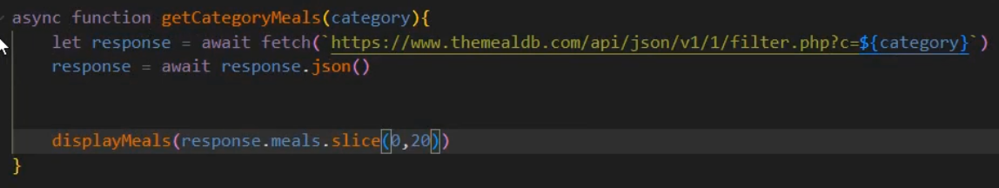 async function getCategoryMeals(category){
let response = await fetch(`https://www.themealdb.com/api/json/v1/1/filter.php?c=${category}`)
response = await response.json()
displayMeals(response.meals.slice(0,20))
}